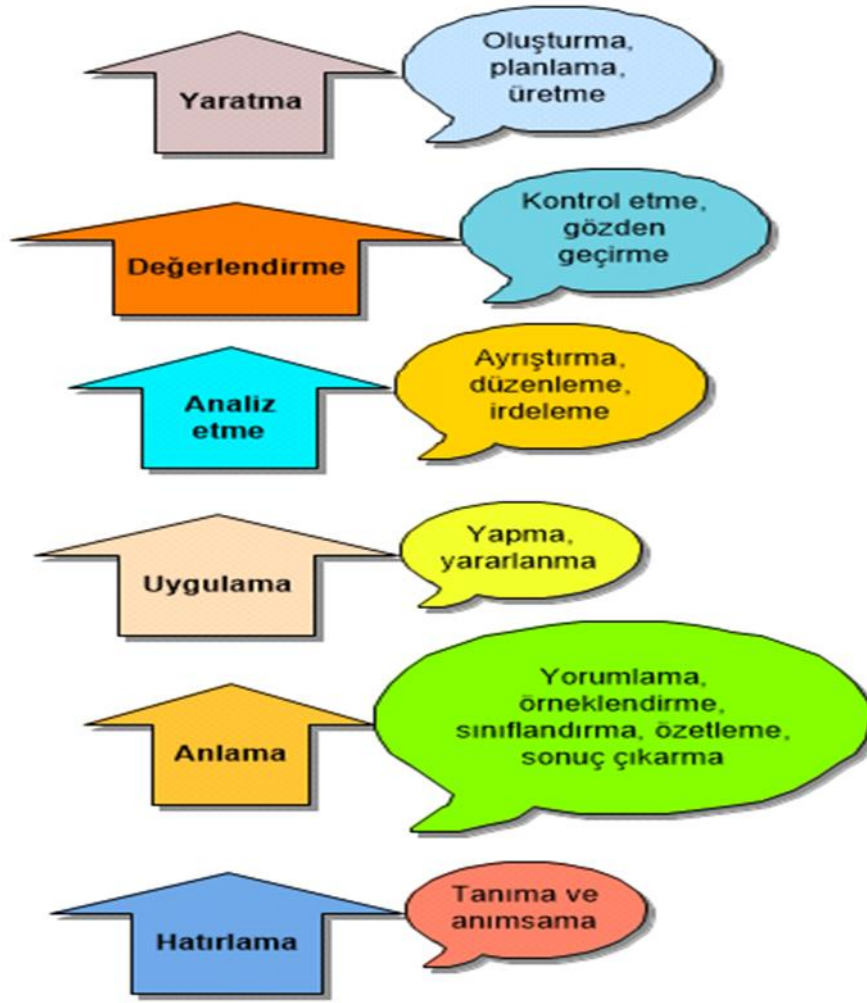 Yaratma
Oluşturma,
planlama,
üretme
Değerlendirme
Kontrol etme,
gözden
geçirme
Analiz
etme
Ayrıştırma,
düzenleme,
irdeleme
Uygulama
Yapma,
yararlanma
Anlama
Yorumlama,
örneklendirme,
sınıflandırma, özetleme,
sonuç çıkarma
Hatırlama
Tanıma ve
anımsama